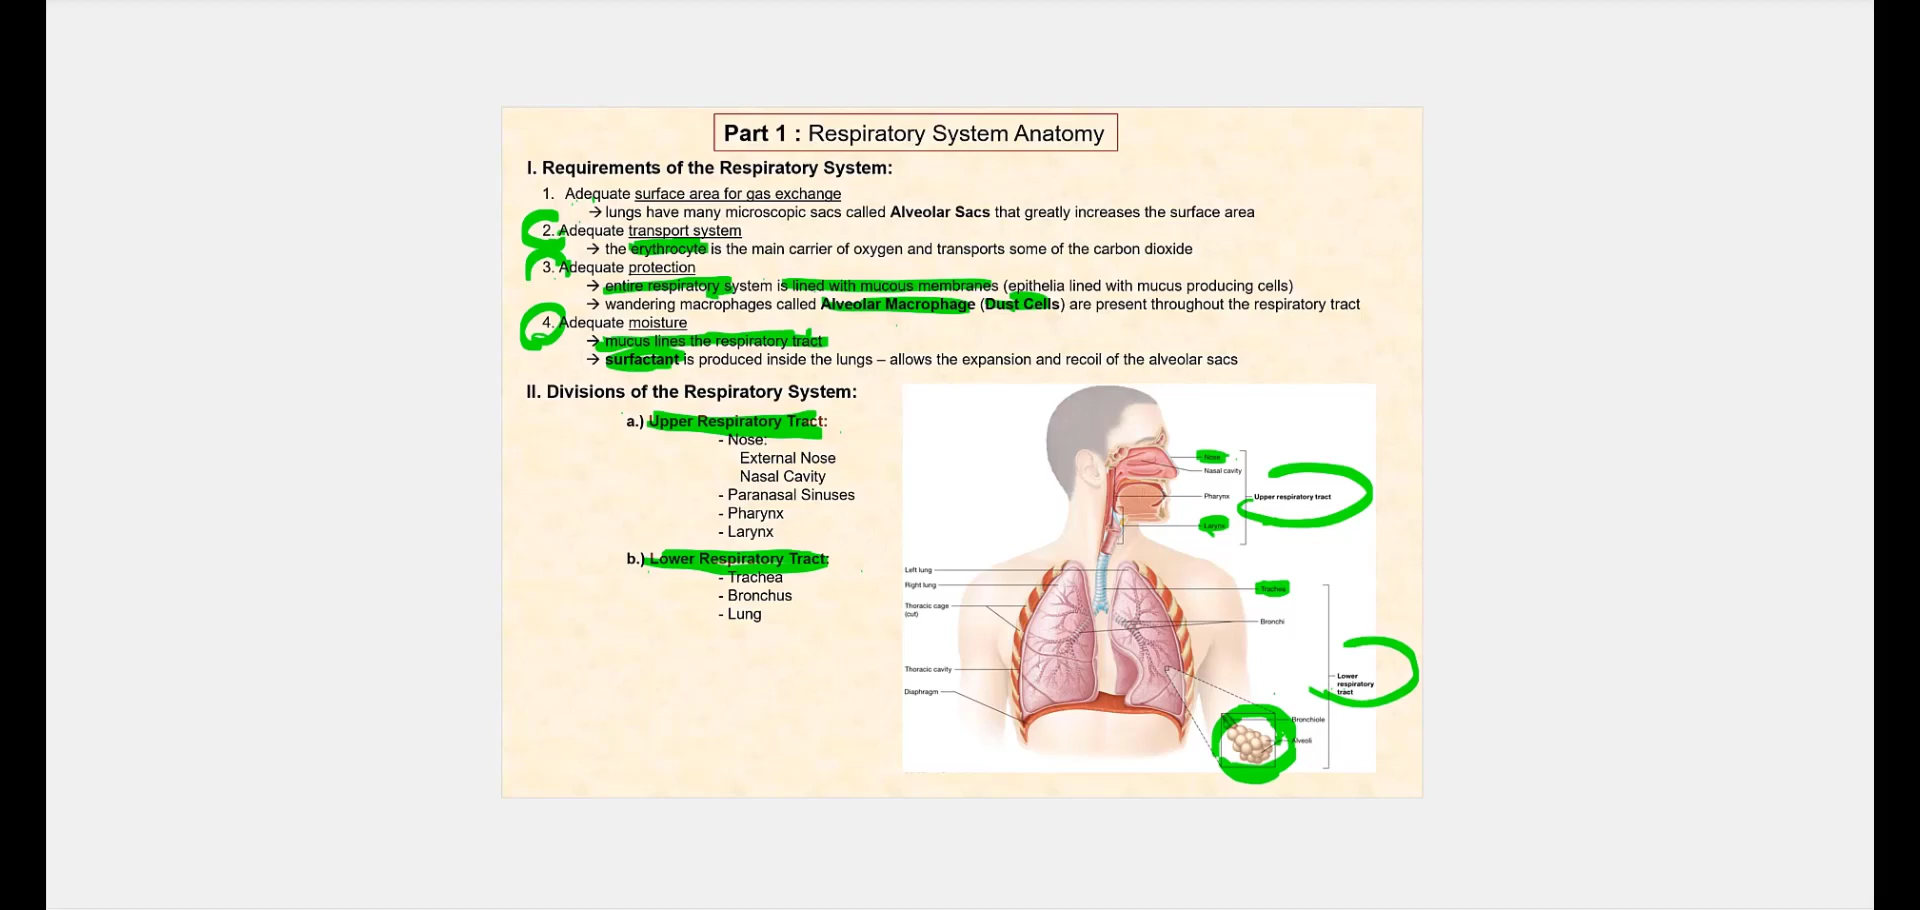 Part 1 : Respiratory System Anatomy
I. Requirements of the Respiratory System:
1. Adequate surface area for gas exchange
→ lungs have many microscopic sacs called Alveolar Sacs that greatly increases the surface area
2. Adequate transport system
→ the erythrocyte is the main carrier of oxygen and transports some of the carbon dioxide
3. Adequate protection
→ entire respiratory system is lined with mucous membranes (epithelia lined with mucus producing cells)
→ wandering macrophages called Alveolar Macrophage (Dust Cells) are present throughout the respiratory tract
4. Adequate moisture
→ mucus lines the respiratory tract
→ surfactant is produced inside the lungs – allows the expansion and recoil of the alveolar sacs
II. Divisions of the Respiratory System:
a.) Upper Respiratory Tract:
- Nose:
External Nose
Nasal Cavity
- Paranasal Sinuses
- Pharynx
- Larynx
b.) Lower Respiratory Tract:
- Trachea
- Bronchus
- Lung
Nose
Nasal cavity
Pharynx
Upper respiratory tract
Larynx
Left lung
Right lung
Thoracic cage
(cut)
Thoracic cavity
Diaphragm
Trachea
Bronchi
Lower
respiratory
tract
Bronchiole
Alveoli